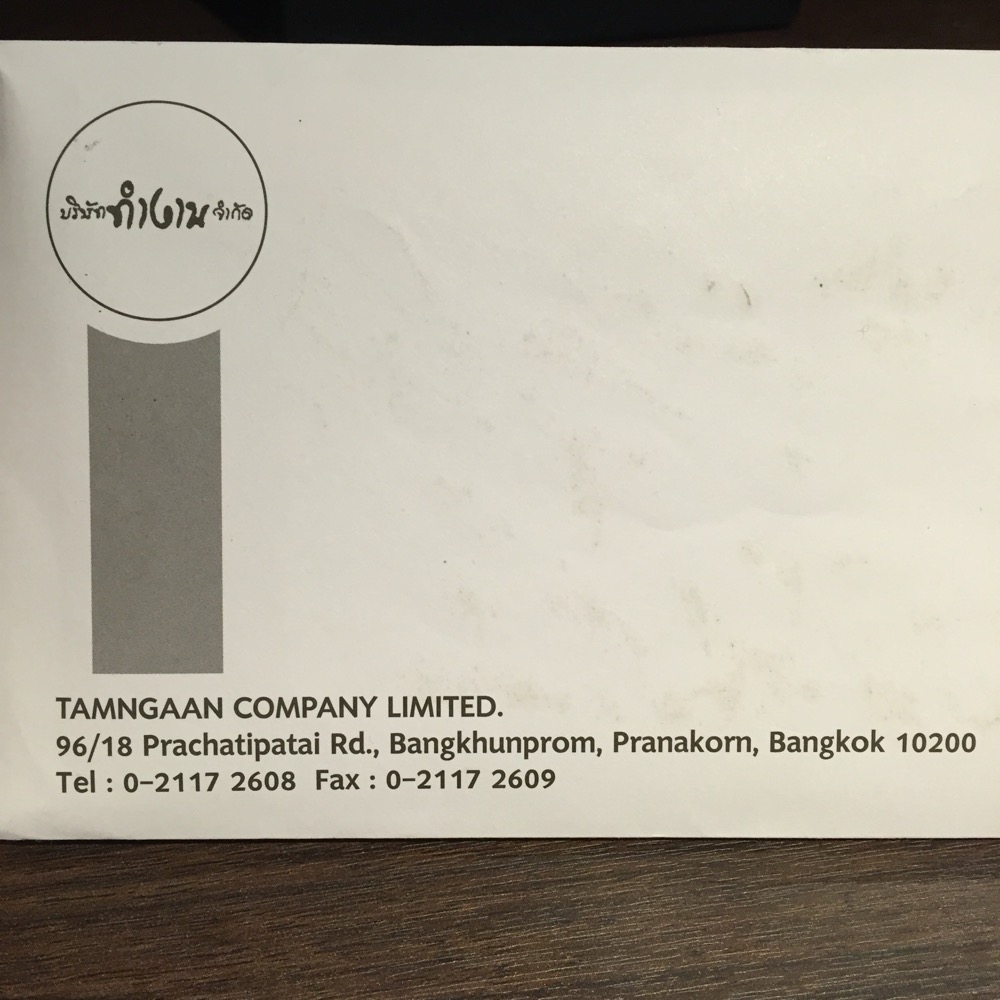 บริษัททำงานจำกัด
TAMNGAAN COMPANY LIMITED.
96/18 Prachatipatai Rd., Bangkhunprom, Pranakorn, Bangkok 10200
Tel : 0–2117 2608 Fax : 0–2117 2609